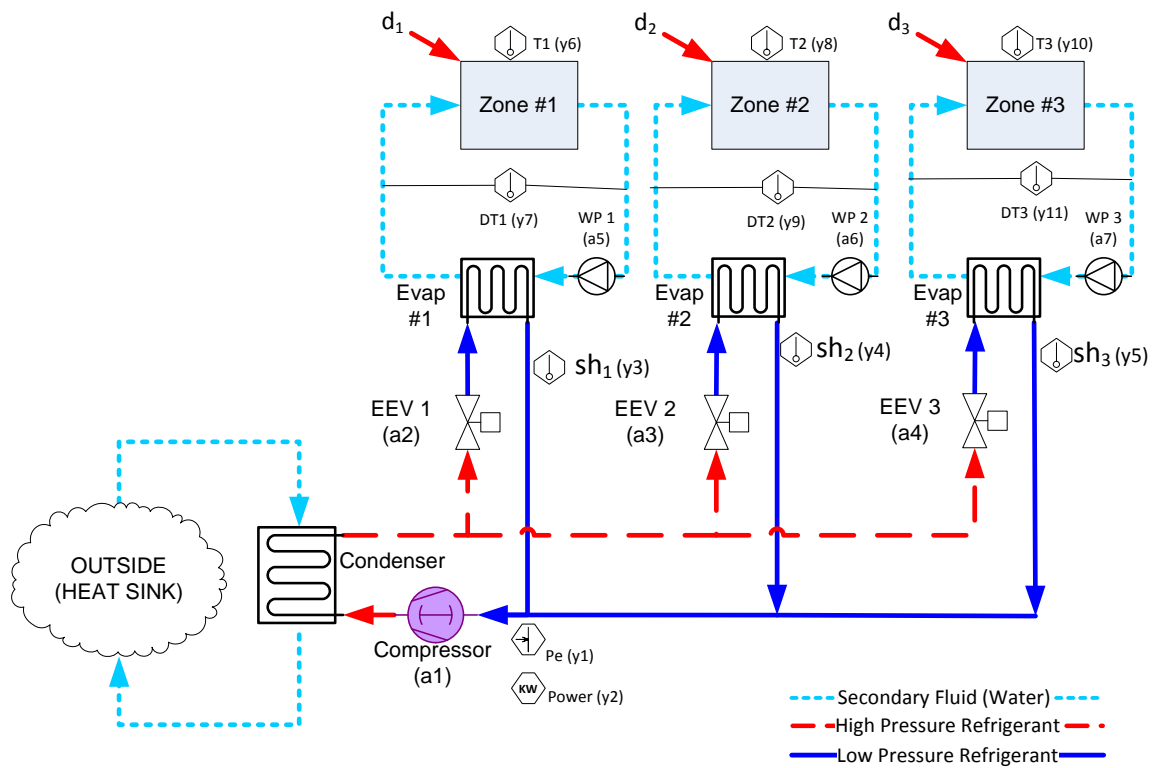 d1
d2
d3
T1 (y6)
T2 (y8)
T3 (y10)
Zone #1
Zone #2
Zone #3
DT1 (y7)
WP 1
(a5)
DT2 (y9)
WP 2
(a6)
DT3 (y11)
WP 3
(a7)
Evap
#1
Evap
#2
Evap
#3
sh1 (y3)
sh2 (y4)
sh3 (y5)
EEV 1
(a2)
EEV 2
(a3)
EEV 3
(a4)
OUTSIDE
(HEAT SINK)
Condenser
Compressor
(a1)
Pe (y1)
KW
Power (y2)
Secondary Fluid (Water)
High Pressure Refrigerant
Low Pressure Refrigerant